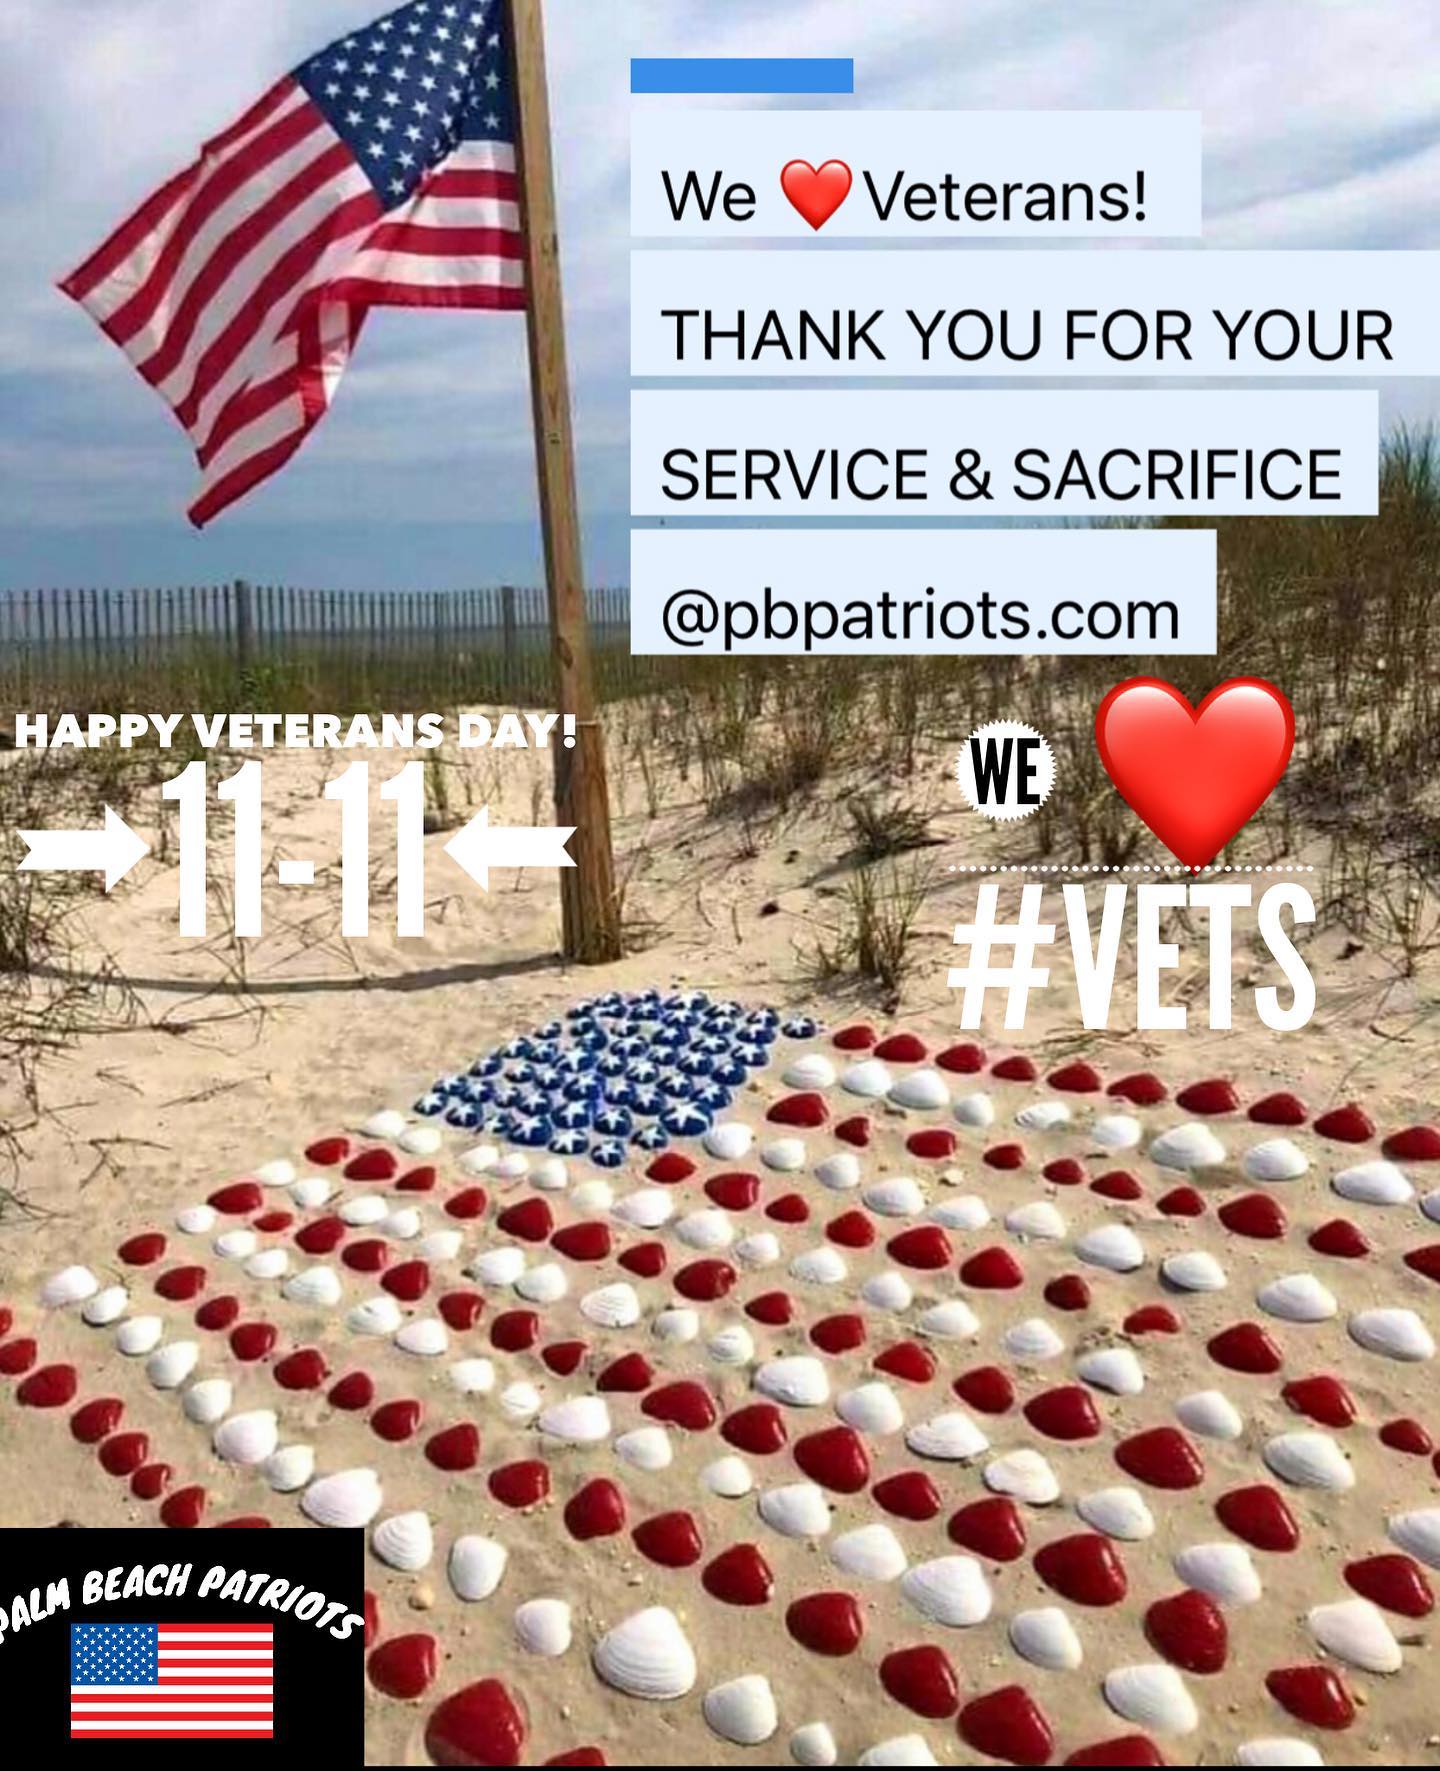 We ❤️Veterans!
THANK YOU FOR YOUR
SERVICE & SACRIFICE
@pbpatriots.com
HAPPY VETERANS DAY!
11-11
WE ❤️
#VETS
PALM BEACH PATRIOTS